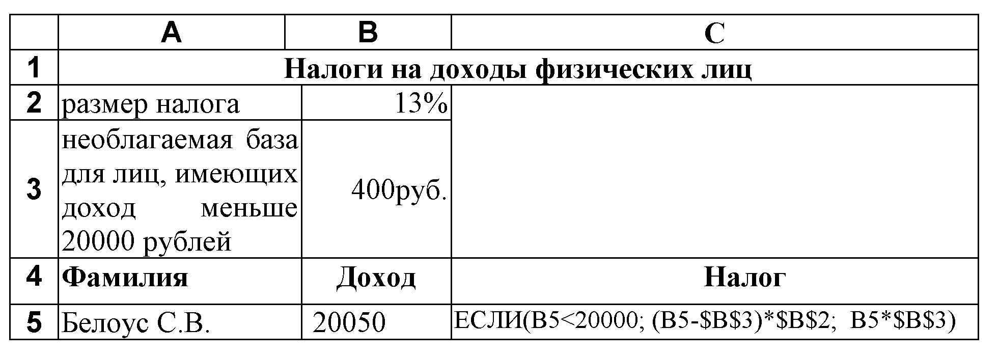 A B C
1 Налоги на доходы физических лиц
2 размер налога 13%
необлагаемая база
для лиц, имеющих
3 400руб.
доход меньше
20000 рублей
4 Фамилия Доход Налог
5 Белоус С.В. 20050 ЕСЛИ(B5<20000; (B5-$B$3)*$B$2; B5*$B$3)